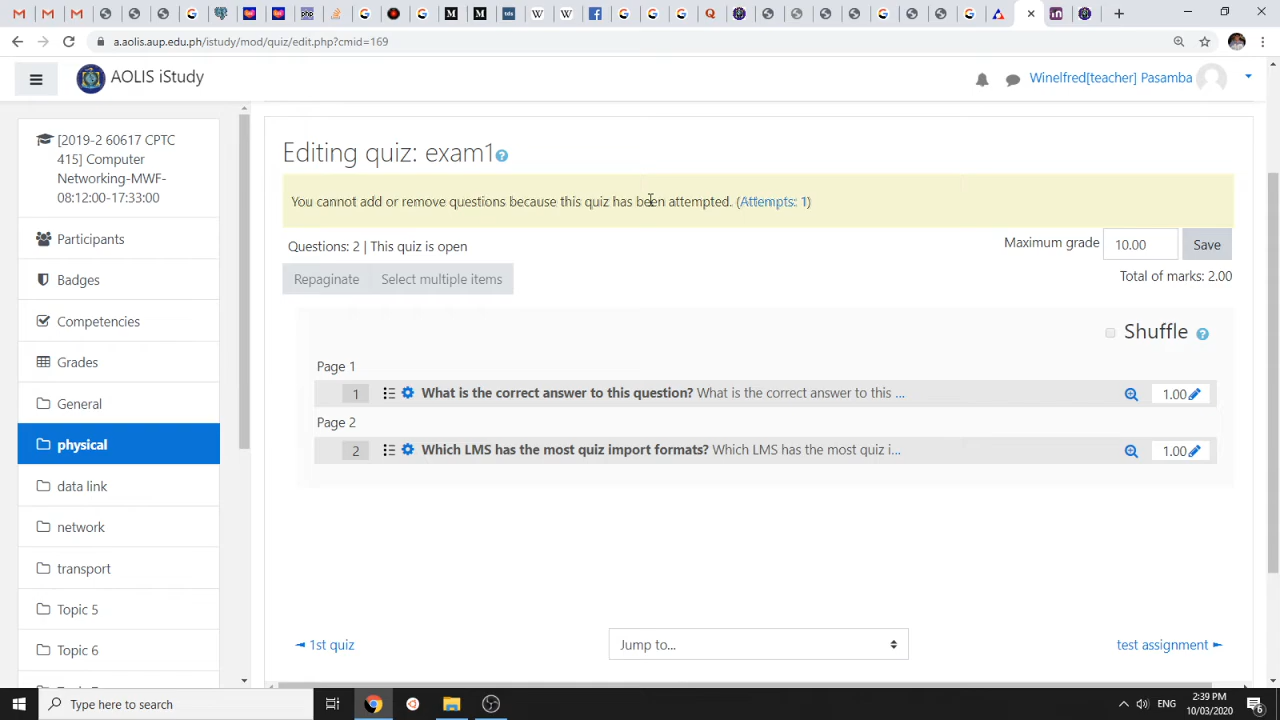 a.aolis.aup.edu.ph/istudy/mod/quiz/edit.php?cmid=169
AOLIS iStudy
Winelfred[teacher] Pasamba
[2019-2 60617 CPTC
415] Computer
Networking-MWF-
08:12:00-17:33:00
Participants
Badges
Competencies
Grades
General
physical
data link
network
transport
Topic 5
Topic 6
Editing quiz: exam1
You cannot add or remove questions because this quiz has been attempted. (Attempts: 1)
Questions: 2 | This quiz is open
Maximum grade 10.00 Save
Repaginate Select multiple items
Total of marks: 2.00
Shuffle
Page 1
1 What is the correct answer to this question? What is the correct answer to this ... 1.00
Page 2
2 Which LMS has the most quiz import formats? Which LMS has the most quiz i... 1.00
◄ 1st quiz
Jump to...
test assignment ►
Type here to search
ENG
2:39 PM
10/03/2020
6